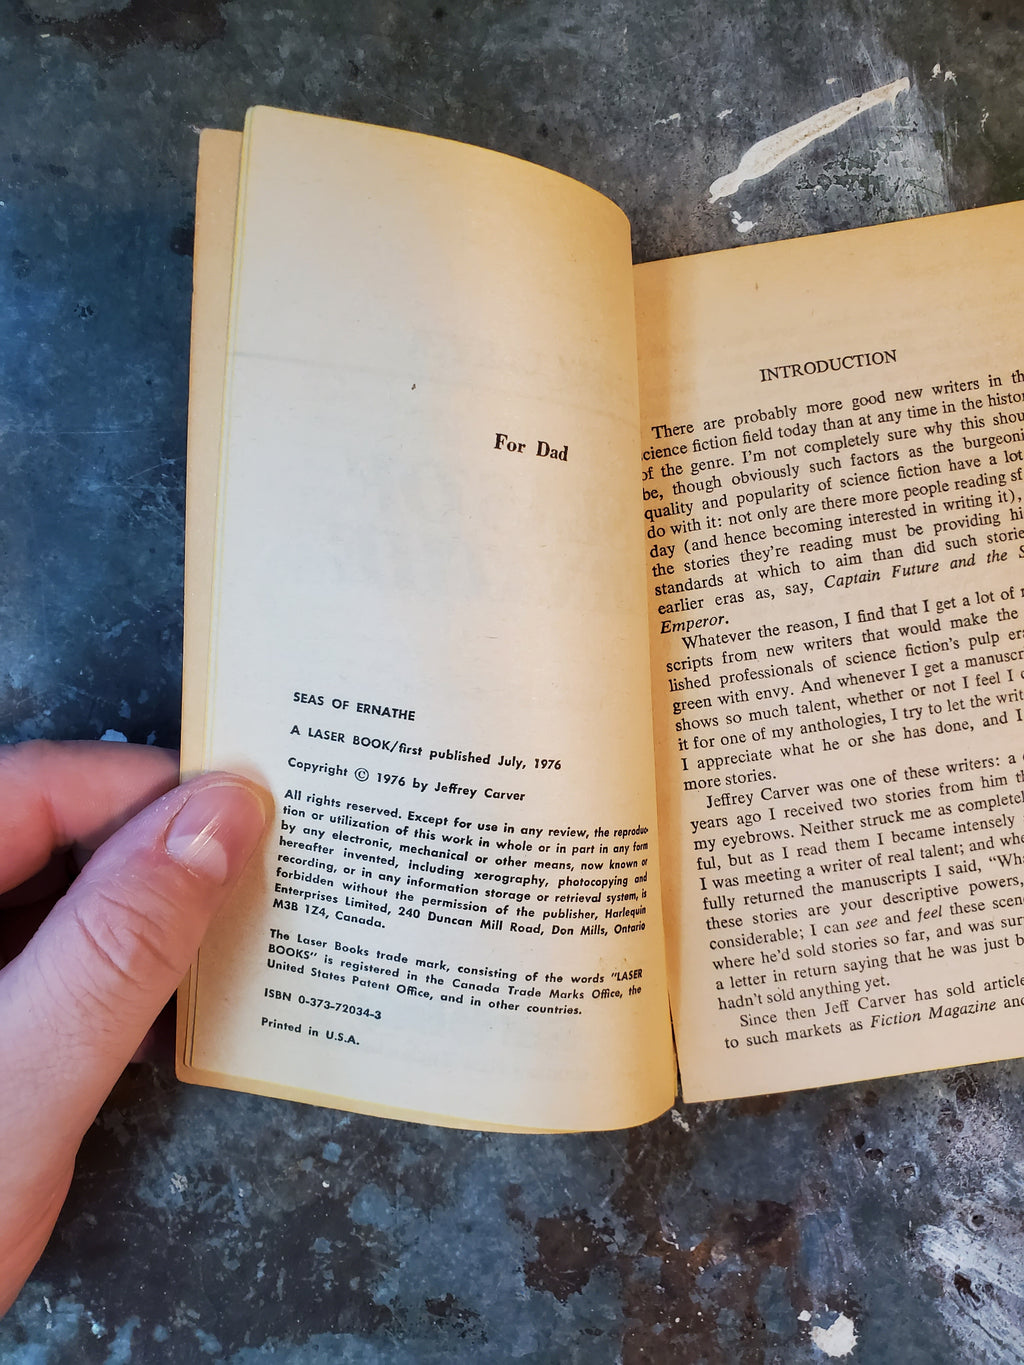 For Dad
SEAS OF ERNATHE
A LASER BOOK/first published July, 1976
Copyright © 1976 by Jeffrey Carver
All rights reserved. Except for use in any review, the reproduc-
tion or utilization of this work in whole or in part in any form
by any electronic, mechanical or other means, now known or
hereafter invented, including xerography, photocopying and
recording, or in any information storage or retrieval system, is
forbidden without the permission of the publisher, Harlequin
Enterprises Limited, 240 Duncan Mill Road, Don Mills, Ontario
M3B 1Z4, Canada.
The Laser Books trade mark, consisting of the words "LASER
BOOKS" is registered in the Canada Trade Marks Office, the
United States Patent Office, and in other countries.
ISBN 0-373-72034-3
Printed in U.S.A.
INTRODUCTION
There are probably more good new writers in
science fiction field today than at any time in the
of the genre. I'm not completely sure why this
be, though obviously such factors as the
quality and popularity of science fiction have a lot
do with it: not only are there more people reading sf
day (and hence becoming interested in writing it),
the stories they're reading must be providing
standards at which to aim than did such
earlier eras as, say, Captain Future and the
Emperor.
Whatever the reason, I find that I get a lot of
scripts from new writers that would make the
lished professionals of science fiction's pulp
green with envy. And whenever I get a
shows so much talent, whether or not I feel I
it for one of my anthologies, I try to let the
I appreciate what he or she has done, and I
more stories.
Jeffrey Carver was one of these writers: a
years ago I received two stories from him
my eyebrows. Neither struck me as
ful, but as I read them I became intensely
I was meeting a writer of real talent; and
fully returned the manuscripts I said,
these stories are your descriptive powers,
considerable; I can see and feel these
where he'd sold stories so far, and was
a letter in return saying that he was just
hadn't sold anything yet.
Since then Jeff Carver has sold
to such markets as Fiction Magazine and